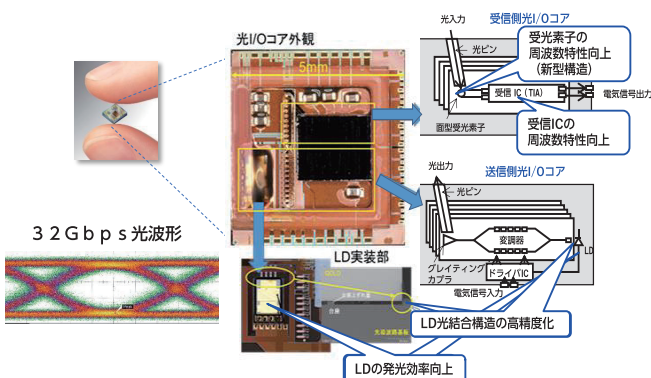 光I/Oコア外観
5mm
光入力
受信側光I/Oコア
光ピン
受光素子の
周波数特性向上
(新型構造)
受信IC(TIA)
電気信号出力
面型受光素子
受信ICの
周波数特性向上
光出力
送信側光I/Oコア
光ピン
変調器
LD
グレイティング
カプラ
ドライバIC
電気信号入力
32Gbps光波形
LD実装部
LD光結合構造の高精度化
LDの発光効率向上